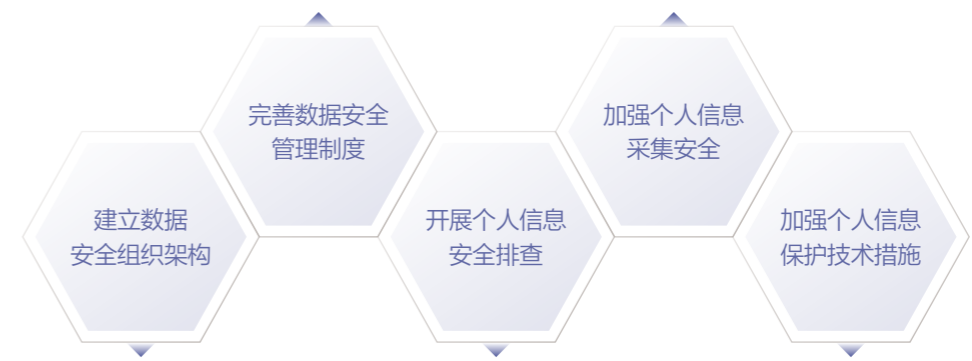 建立数据
安全组织架构
完善数据安全
管理制度
开展个人信息
安全排查
加强个人信息
采集安全
加强个人信息
保护技术措施